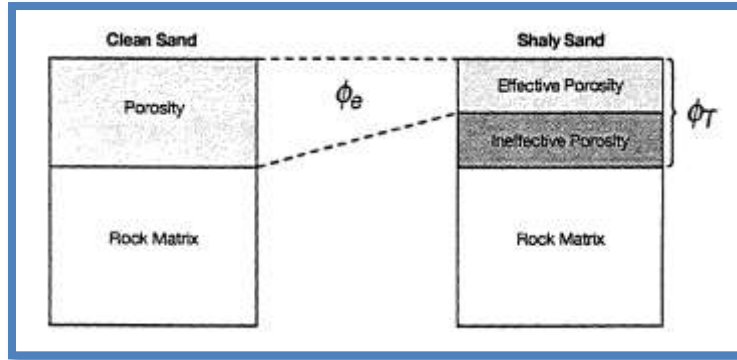 Clean Sand
Shaly Sand
Porosity
ϕe
Effective Porosity
Ineffective Porosity
ϕT
Rock Matrix
Rock Matrix